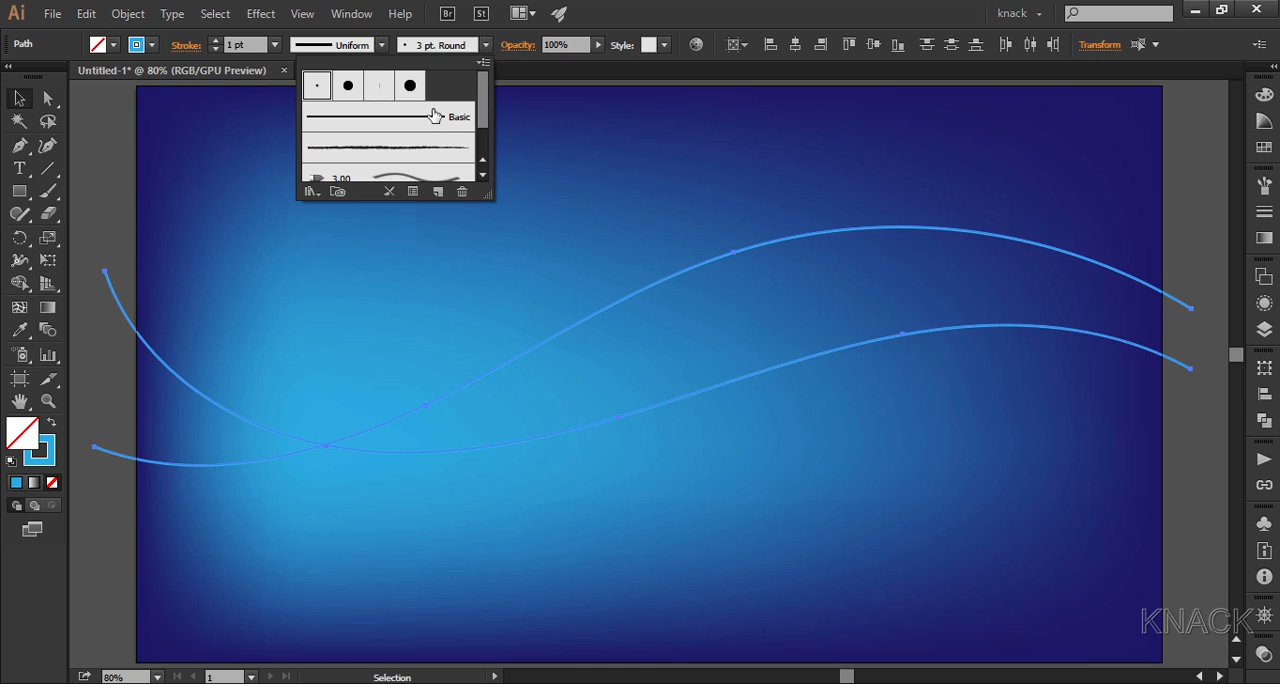 Ai File Edit Object Type Select Effect View Window Help Br St knack
Path Stroke: 1 pt Uniform 3 pt. Round Opacity: 100% Style: Transform
Untitled-1* @ 80% (RGB/GPU Preview) ×
Basic
3.00
KNACK
80% 1 Selection